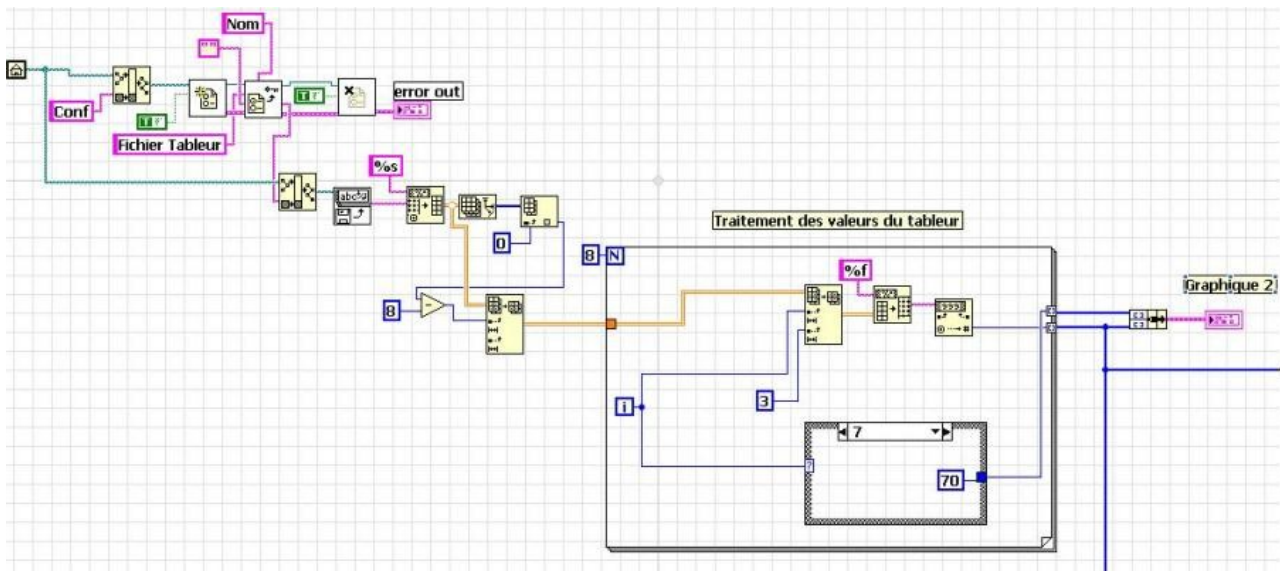 Nom
Conf
T F
error out
T F
Fichier Tableur
%s
abc
0
8
Traitement des valeurs du tableur
8
N
%f
Graphique 2
i
3
7
?
70